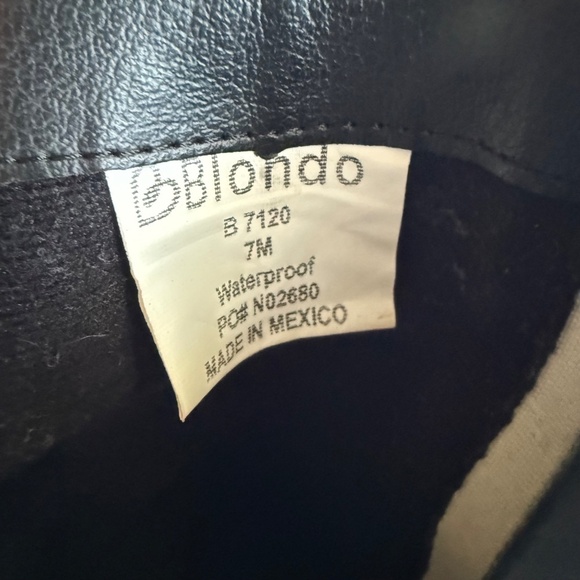 Blondo
B 7120
7M
Waterproof
PO# N02680
MADE IN MEXICO